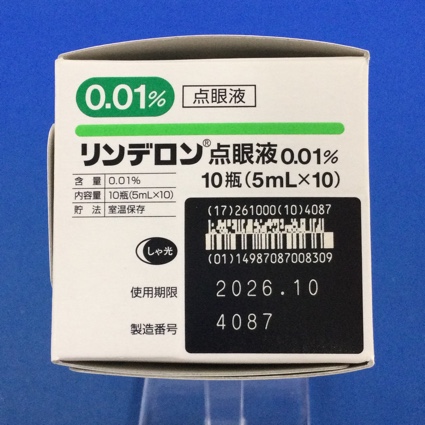 0.01% 点眼液
リンデロン®点眼液0.01%
10瓶(5mL×10)
含量 0.01%
内容量 10瓶(5mL×10)
貯法 室温保存
(17)261000(10)4087
(01)14987087008309
しゃ光
使用期限 2026.10
製造番号 4087